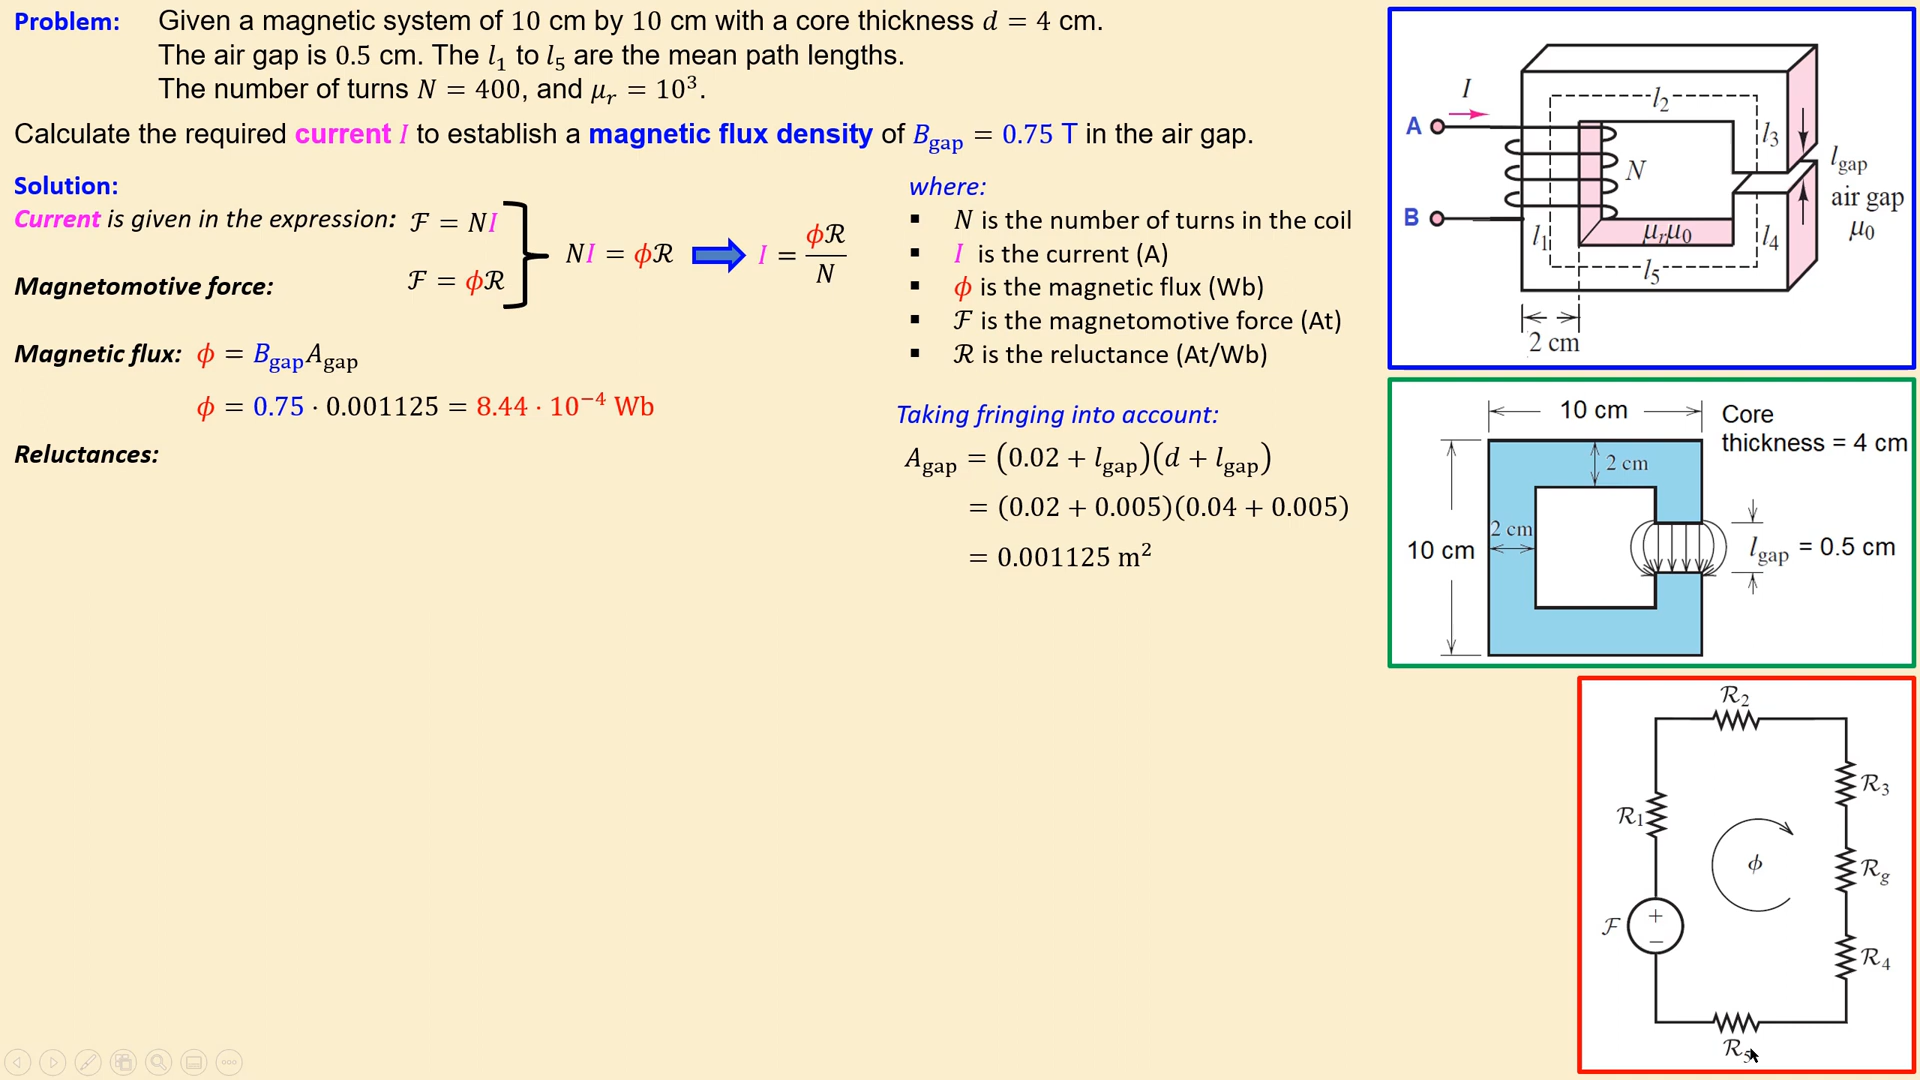 Problem: Given a magnetic system of 10 cm by 10 cm with a core thickness d = 4 cm.
The air gap is 0.5 cm. The l₁ to l₅ are the mean path lengths.
The number of turns N = 400, and μᵣ = 10³.
Calculate the required current I to establish a magnetic flux density of B_gap = 0.75 T in the air gap.
Solution:
Current is given in the expression: ℱ = NI
Magnetomotive force: ℱ = ϕℛ
NI = ϕℛ
I = ϕℛ / N
Magnetic flux: ϕ = B_gap A_gap
ϕ = 0.75 · 0.001125 = 8.44 · 10⁻⁴ Wb
Reluctances:
where:
▪ N is the number of turns in the coil
▪ I is the current (A)
▪ ϕ is the magnetic flux (Wb)
▪ ℱ is the magnetomotive force (At)
▪ ℛ is the reluctance (At/Wb)
Taking fringing into account:
A_gap = (0.02 + l_gap)(d + l_gap)
= (0.02 + 0.005)(0.04 + 0.005)
= 0.001125 m²
I
A
B
N
l₁
l₂
l₃
l₄
l₅
μᵣμ₀
l_gap
air gap
μ₀
2 cm
10 cm
Core
thickness = 4 cm
2 cm
2 cm
10 cm
l_gap = 0.5 cm
ℛ₂
ℛ₃
ℛ₁
ϕ
ℛg
ℱ
+
−
ℛ₄
ℛ₅